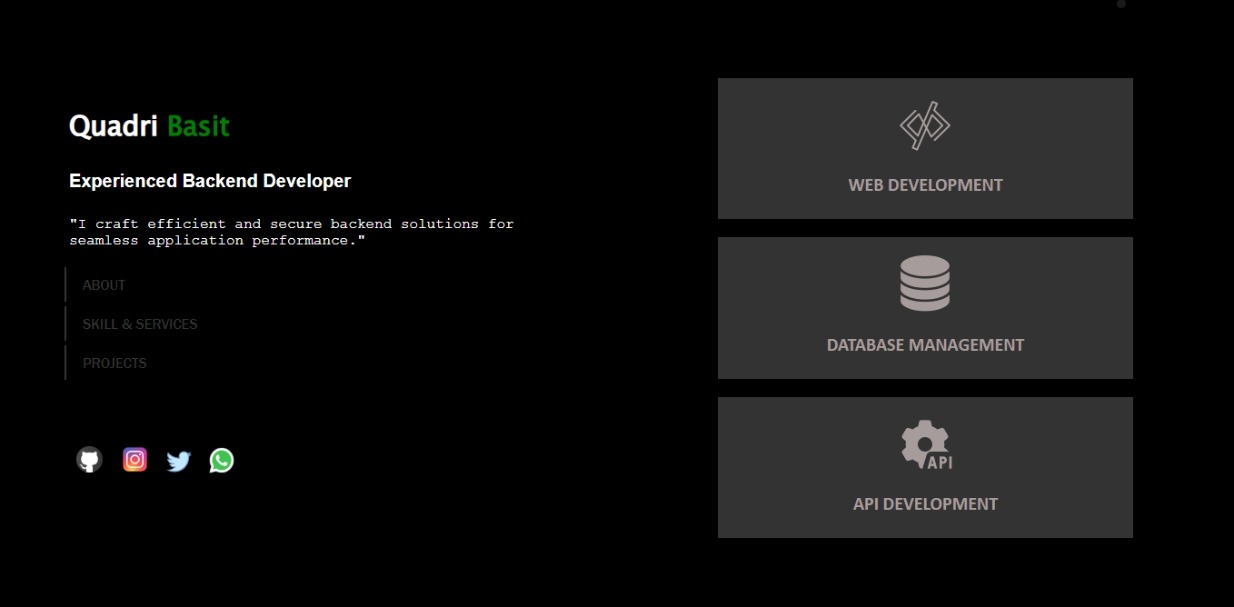 Quadri Basit
Experienced Backend Developer
"I craft efficient and secure backend solutions for
seamless application performance."
ABOUT
SKILL & SERVICES
PROJECTS
WEB DEVELOPMENT
DATABASE MANAGEMENT
API
API DEVELOPMENT